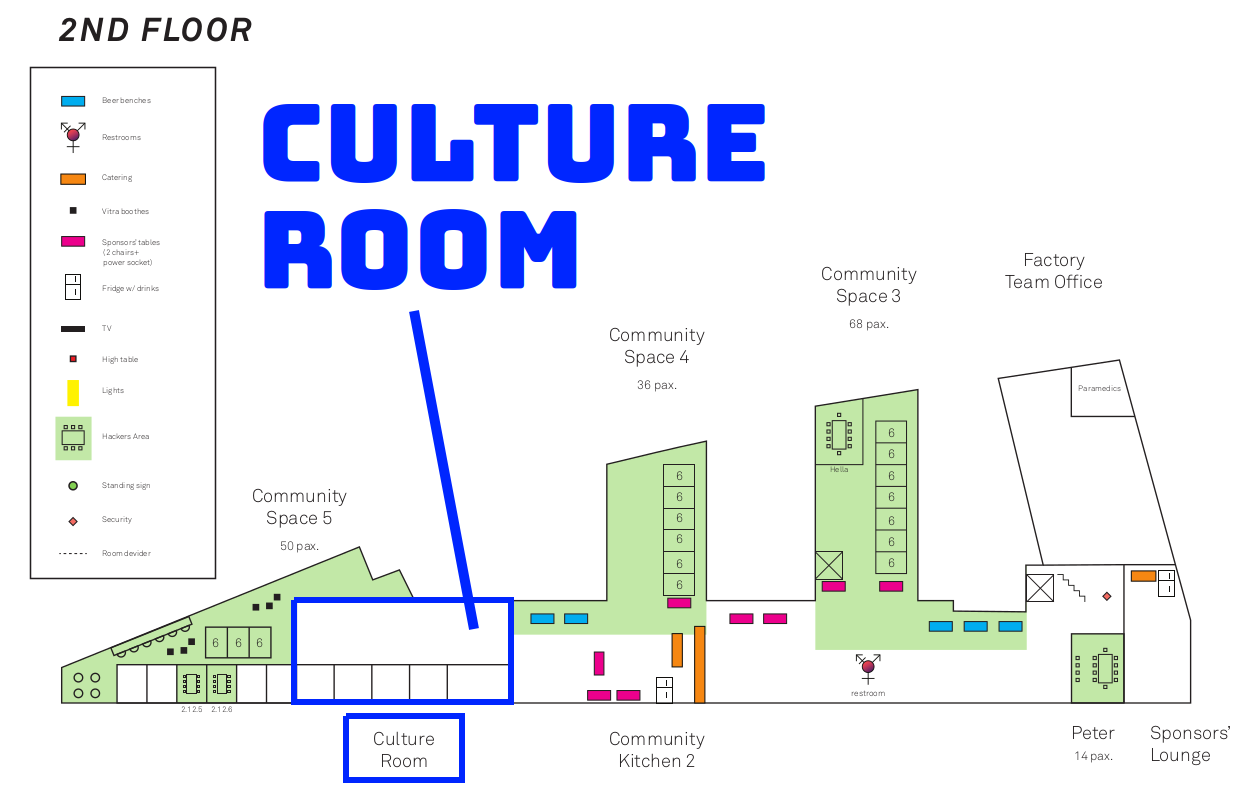 2ND FLOOR
Beer benches
Restrooms
Catering
Vitra boothes
Sponsors' tables
(2 chairs+
power socket)
Fridge w/ drinks
TV
High table
Lights
Hackers Area
Standing sign
Security
Room devider
CULTURE
ROOM
Factory
Team Office
Community
Space 3
68 pax.
Community
Space 4
36 pax.
Paramedics
Hella
6
6
6
6
6
6
6
6
6
6
6
6
6
Community
Space 5
50 pax.
6 6 6
restroom
2.12.5 2.12.6
Culture
Room
Community
Kitchen 2
Peter
14 pax.
Sponsors'
Lounge